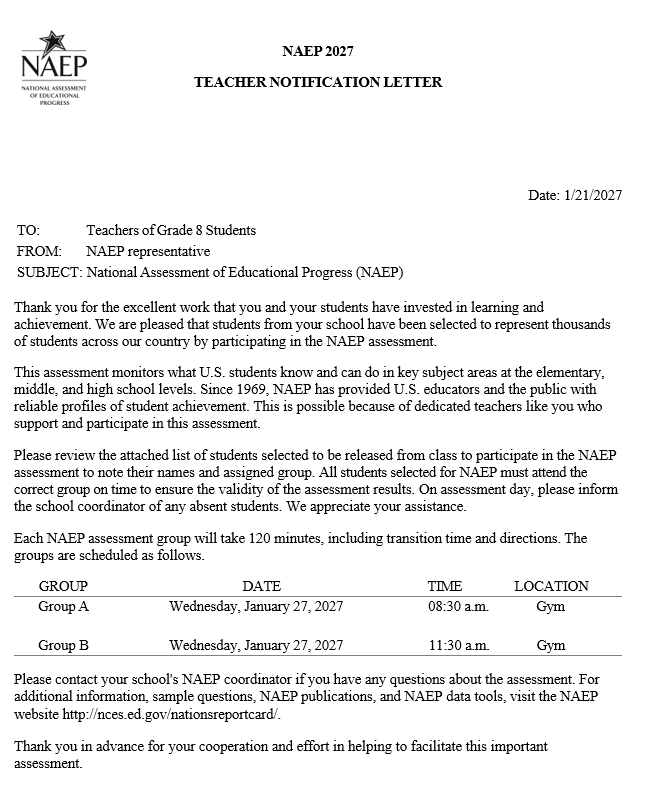 NAEP
NATIONAL ASSESSMENT
OF EDUCATIONAL
PROGRESS
NAEP 2027
TEACHER NOTIFICATION LETTER
Date: 1/21/2027
TO: Teachers of Grade 8 Students
FROM: NAEP representative
SUBJECT: National Assessment of Educational Progress (NAEP)
Thank you for the excellent work that you and your students have invested in learning and
achievement. We are pleased that students from your school have been selected to represent thousands
of students across our country by participating in the NAEP assessment.
This assessment monitors what U.S. students know and can do in key subject areas at the elementary,
middle, and high school levels. Since 1969, NAEP has provided U.S. educators and the public with
reliable profiles of student achievement. This is possible because of dedicated teachers like you who
support and participate in this assessment.
Please review the attached list of students selected to be released from class to participate in the NAEP
assessment to note their names and assigned group. All students selected for NAEP must attend the
correct group on time to ensure the validity of the assessment results. On assessment day, please inform
the school coordinator of any absent students. We appreciate your assistance.
Each NAEP assessment group will take 120 minutes, including transition time and directions. The
groups are scheduled as follows.
GROUP DATE TIME LOCATION
Group A Wednesday, January 27, 2027 08:30 a.m. Gym
Group B Wednesday, January 27, 2027 11:30 a.m. Gym
Please contact your school's NAEP coordinator if you have any questions about the assessment. For
additional information, sample questions, NAEP publications, and NAEP data tools, visit the NAEP
website http://nces.ed.gov/nationsreportcard/.
Thank you in advance for your cooperation and effort in helping to facilitate this important
assessment.